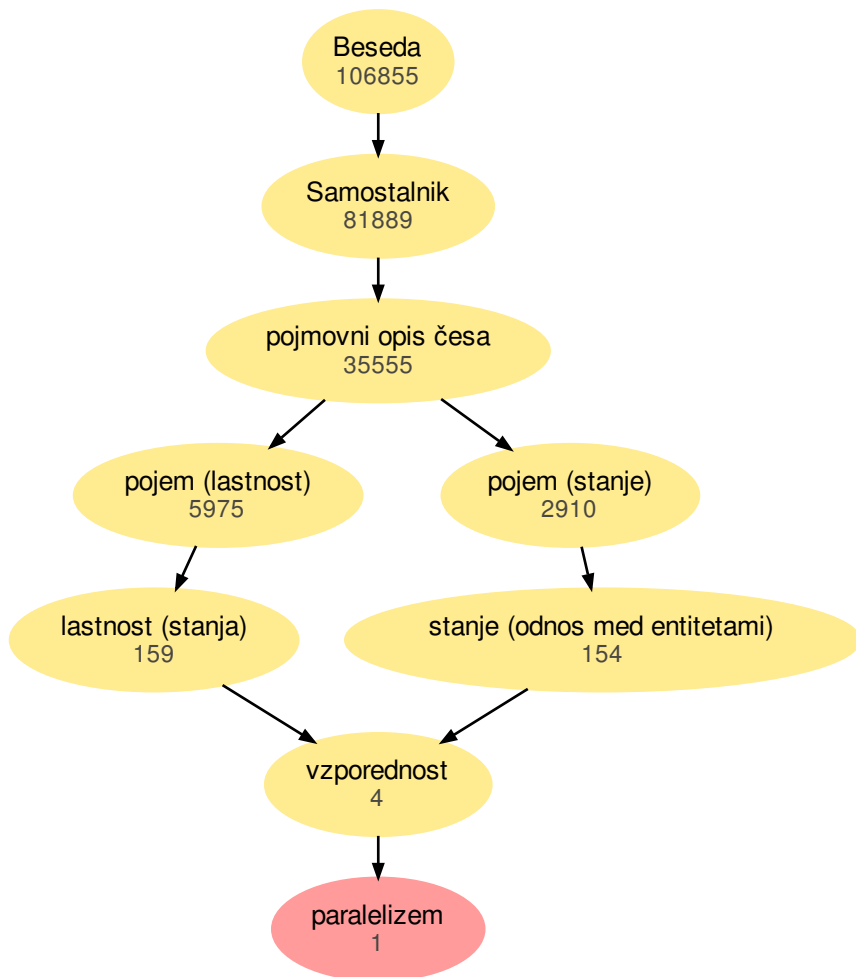 Beseda
106855
Samostalnik
81889
pojmovni opis česa
35555
pojem (lastnost)
5975
pojem (stanje)
2910
lastnost (stanja)
159
stanje (odnos med entitetami)
154
vzporednost
4
paralelizem
1